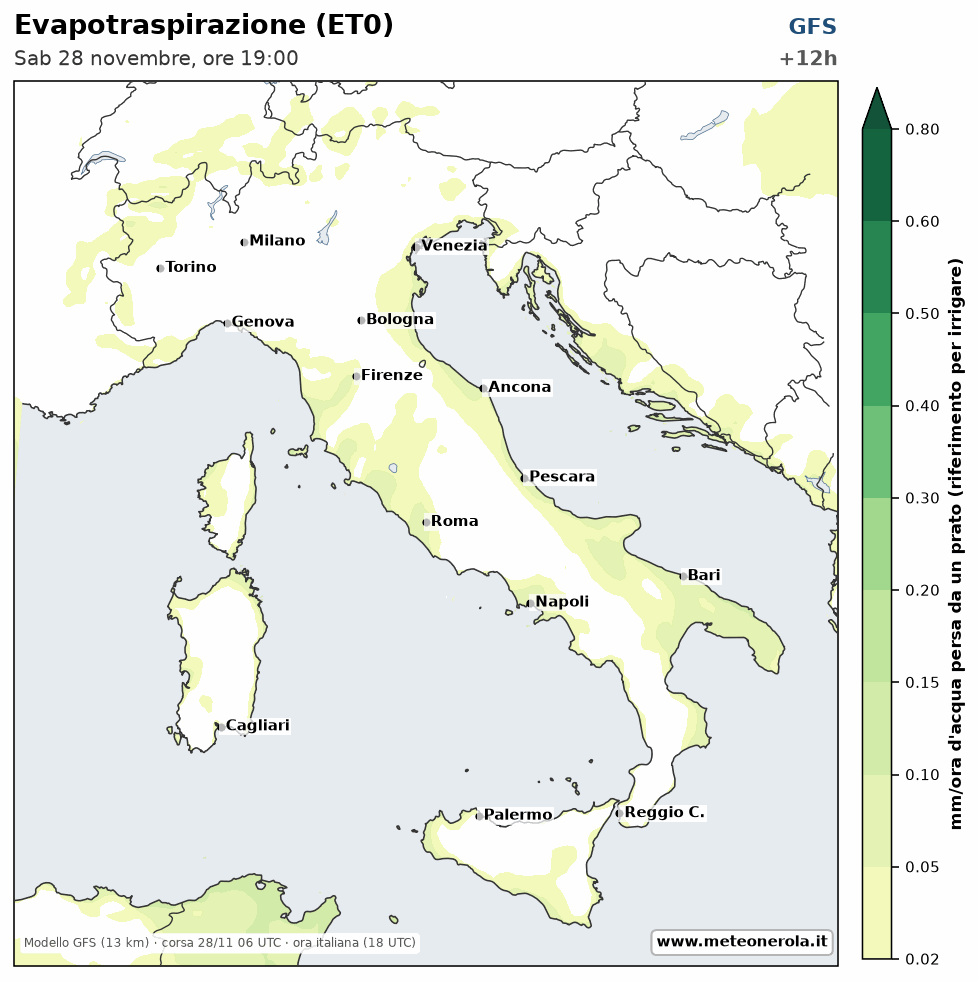 Evapotraspirazione (ET0)
GFS
Sab 28 novembre, ore 19:00
+12h
0.80
0.60
0.50
0.40
0.30
0.20
0.15
0.10
0.05
0.02
mm/ora d'acqua persa da un prato (riferimento per irrigare)
Milano
Venezia
Torino
Genova
Bologna
Firenze
Ancona
Pescara
Roma
Bari
Napoli
Cagliari
Palermo
Reggio C.
Modello GFS (13 km) · corsa 28/11 06 UTC · ora italiana (18 UTC)
www.meteonerola.it